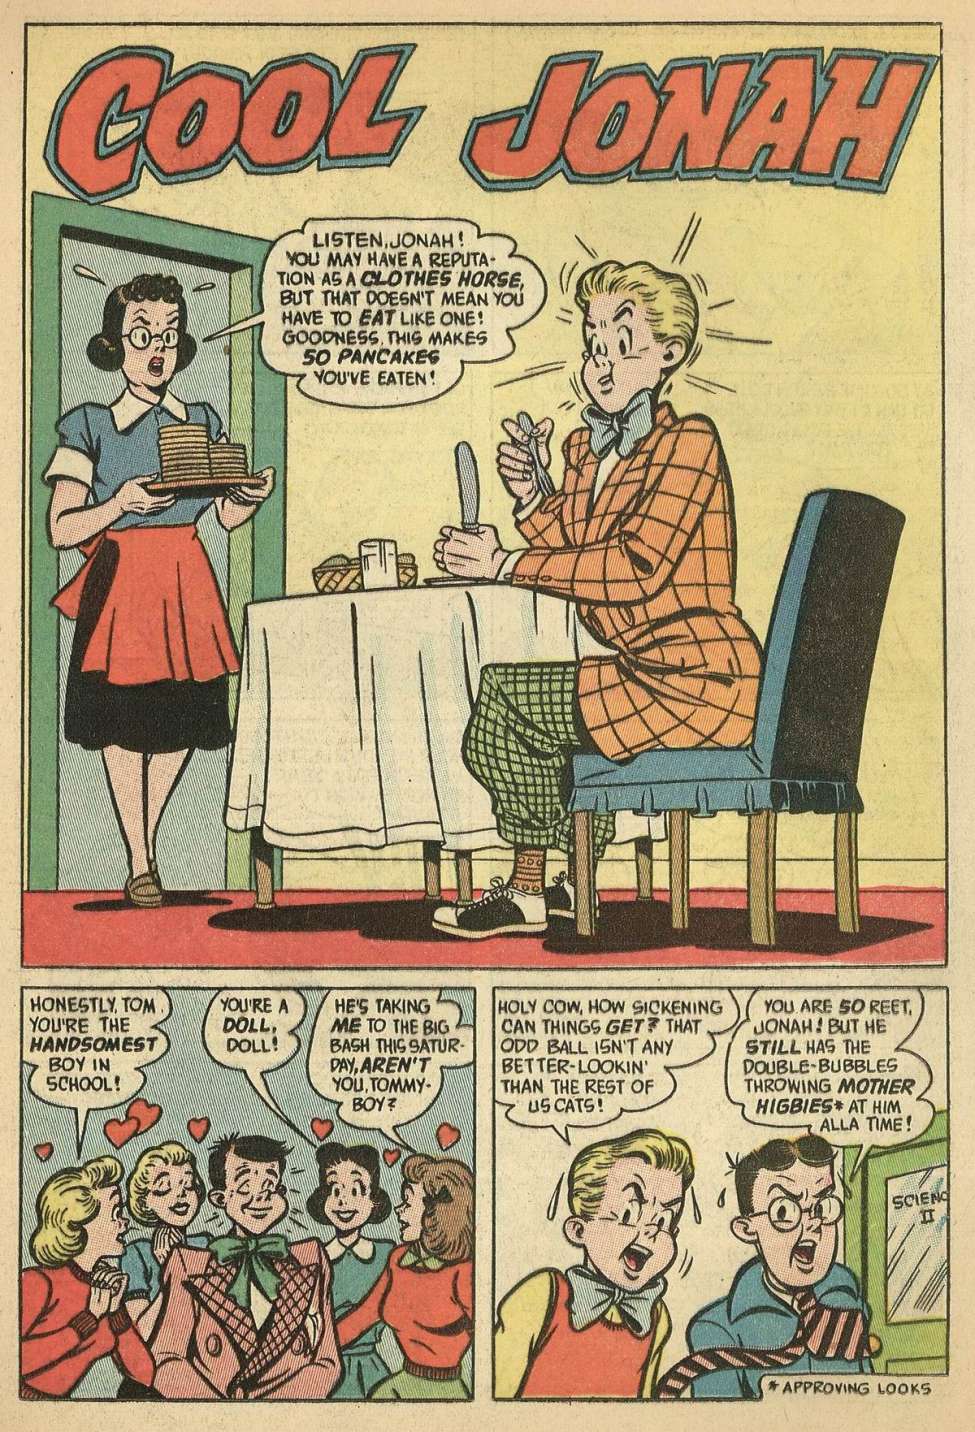 COOL JONAH
LISTEN, JONAH!
YOU MAY HAVE A REPUTA-
TION AS A CLOTHES HORSE,
BUT THAT DOESN'T MEAN YOU
HAVE TO EAT LIKE ONE!
GOODNESS, THIS MAKES
50 PANCAKES
YOU'VE EATEN!
HONESTLY, TOM,
YOU'RE THE
HANDSOMEST
BOY IN
SCHOOL!
YOU'RE A
DOLL,
DOLL!
HE'S TAKING
ME TO THE BIG
BASH THIS SATUR-
DAY, AREN'T
YOU, TOMMY-
BOY?
HOLY COW, HOW SICKENING
CAN THINGS GET? THAT
ODD BALL ISN'T ANY
BETTER-LOOKIN'
THAN THE REST OF
US CATS!
YOU ARE SO REET,
JONAH! BUT HE
STILL HAS THE
DOUBLE-BUBBLES
THROWING MOTHER
HIGBIES* AT HIM
ALLA TIME!
SCIENC
II
* APPROVING LOOKS